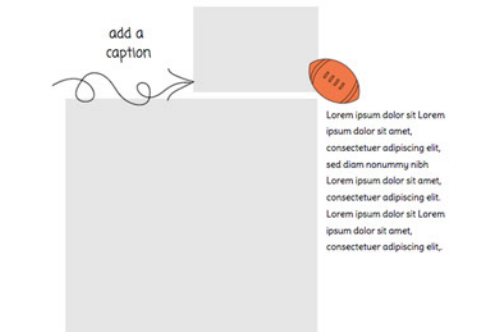 add a
caption
Lorem ipsum dolor sit Lorem
ipsum dolor sit amet,
consectetuer adipiscing elit,
sed diam nonummy nibh
Lorem ipsum dolor sit amet,
consectetuer adipiscing elit.
Lorem ipsum dolor sit Lorem
ipsum dolor sit amet,
consectetuer adipiscing elit,.